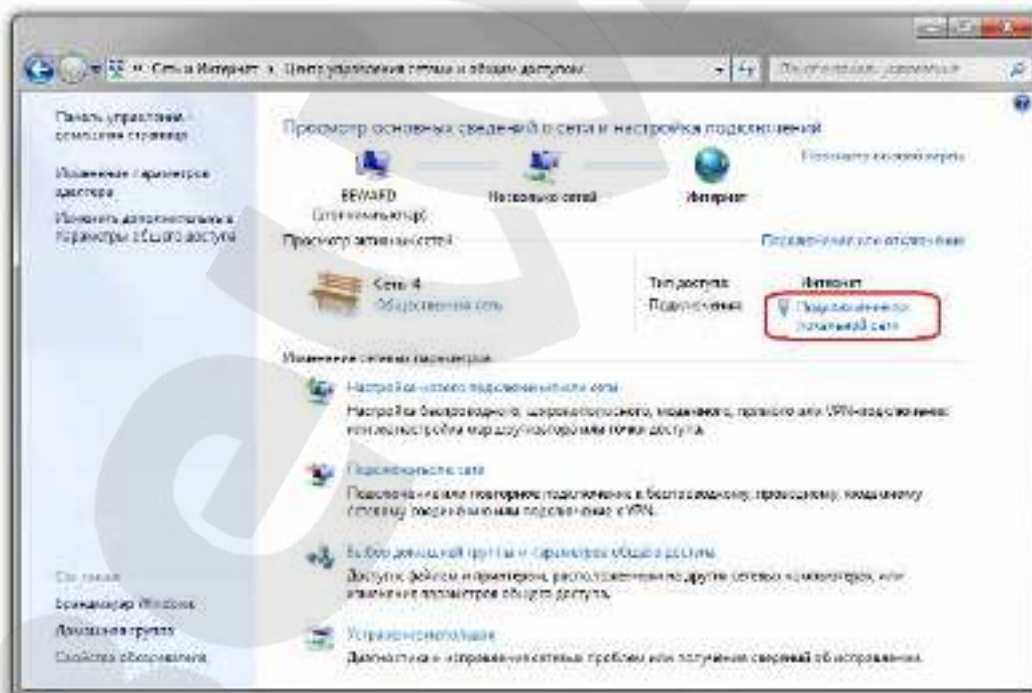 Сеть и Интернет ▸ Центр управления сетями и общим доступом
Панель управления -
домашняя страница
Изменение параметров
адаптера
Изменить дополнительные
параметры общего доступа
Просмотр основных сведений о сети и настройка подключений
REWARD
(этот компьютер)
Несколько сетей
Интернет
Просмотр активных сетей
Подключение или отключение
Сеть 4
Общественная сеть
Тип доступа:
Интернет
Подключения:
Подключение по
локальной сети
Изменение сетевых параметров
Настройка нового подключения или сети
Настройка беспроводного, широкополосного, модемного, прямого или VPN-подключения
или же настройка маршрутизатора или точки доступа.
Подключиться к сети
Подключение или повторное подключение к беспроводному, проводному, модемному
сетевому соединению или подключение к VPN.
Выбор домашней группы и параметров общего доступа
Доступ к файлам и принтерам, расположенным на других сетевых компьютерах, или
изменение параметров общего доступа.
Устранение неполадок
Диагностика и исправление сетевых проблем или получение сведений об исправлении.
См. также
Брандмауэр Windows
Домашняя группа
Свойства обозревателя